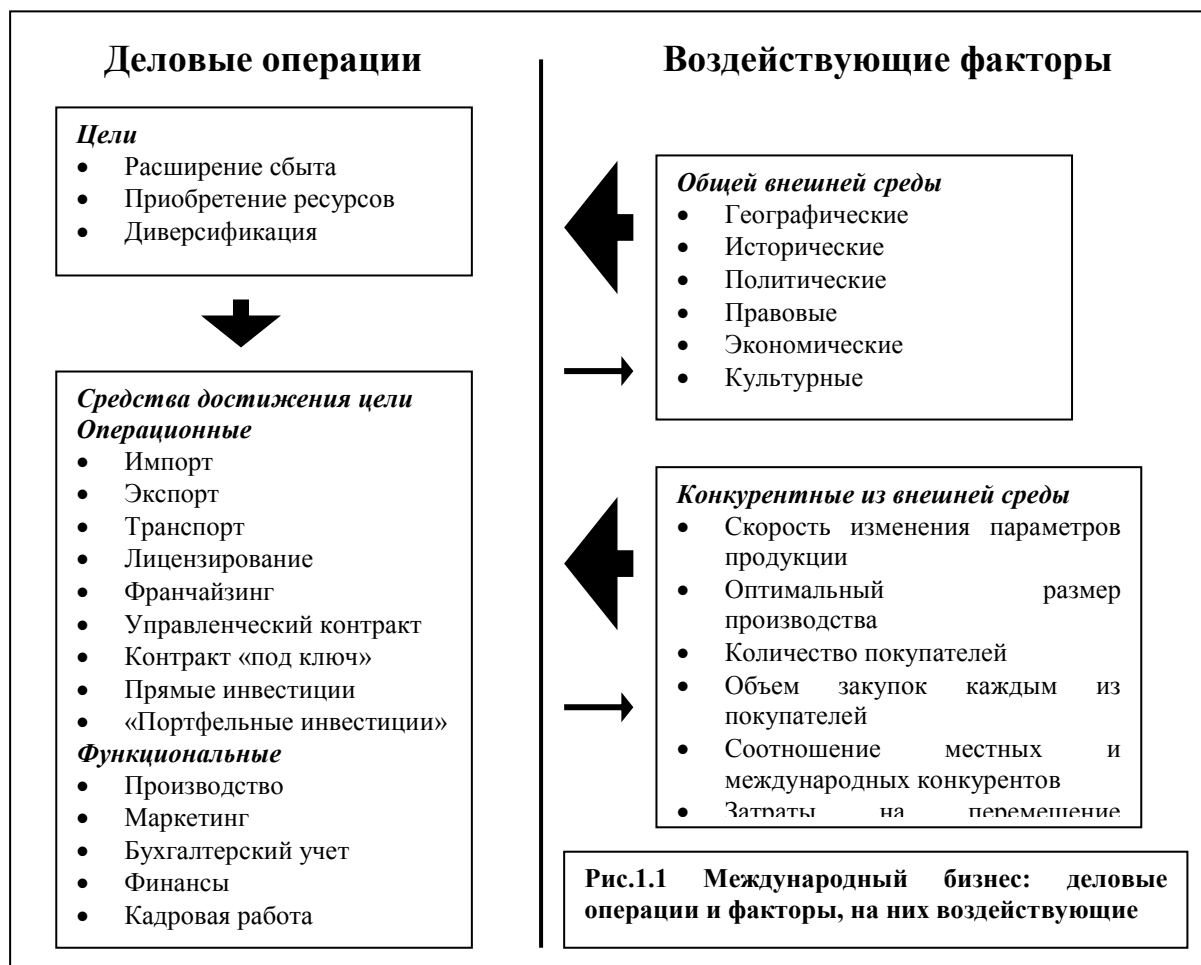 Деловые операции
Цели
• Расширение сбыта
• Приобретение ресурсов
• Диверсификация
Средства достижения цели
Операционные
• Импорт
• Экспорт
• Транспорт
• Лицензирование
• Франчайзинг
• Управленческий контракт
• Контракт «под ключ»
• Прямые инвестиции
• «Портфельные инвестиции»
Функциональные
• Производство
• Маркетинг
• Бухгалтерский учет
• Финансы
• Кадровая работа
Воздействующие факторы
Общей внешней среды
• Географические
• Исторические
• Политические
• Правовые
• Экономические
• Культурные
Конкурентные из внешней среды
• Скорость изменения параметров
продукции
• Оптимальный размер
производства
• Количество покупателей
• Объем закупок каждым из
покупателей
• Соотношение местных и
международных конкурентов
• Затраты на перемещение
Рис.1.1 Международный бизнес: деловые
операции и факторы, на них воздействующие